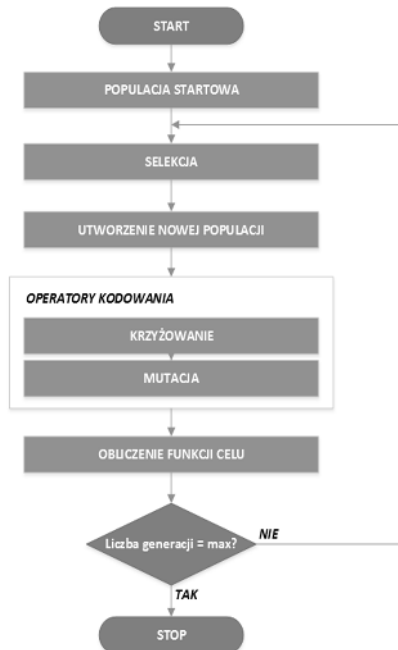 START
POPULACJA STARTOWA
SELEKCJA
UTWORZENIE NOWEJ POPULACJI
OPERATORY KODOWANIA
KRZYŻOWANIE
MUTACJA
OBLICZENIE FUNKCJI CELU
Liczba generacji = max?
NIE
TAK
STOP